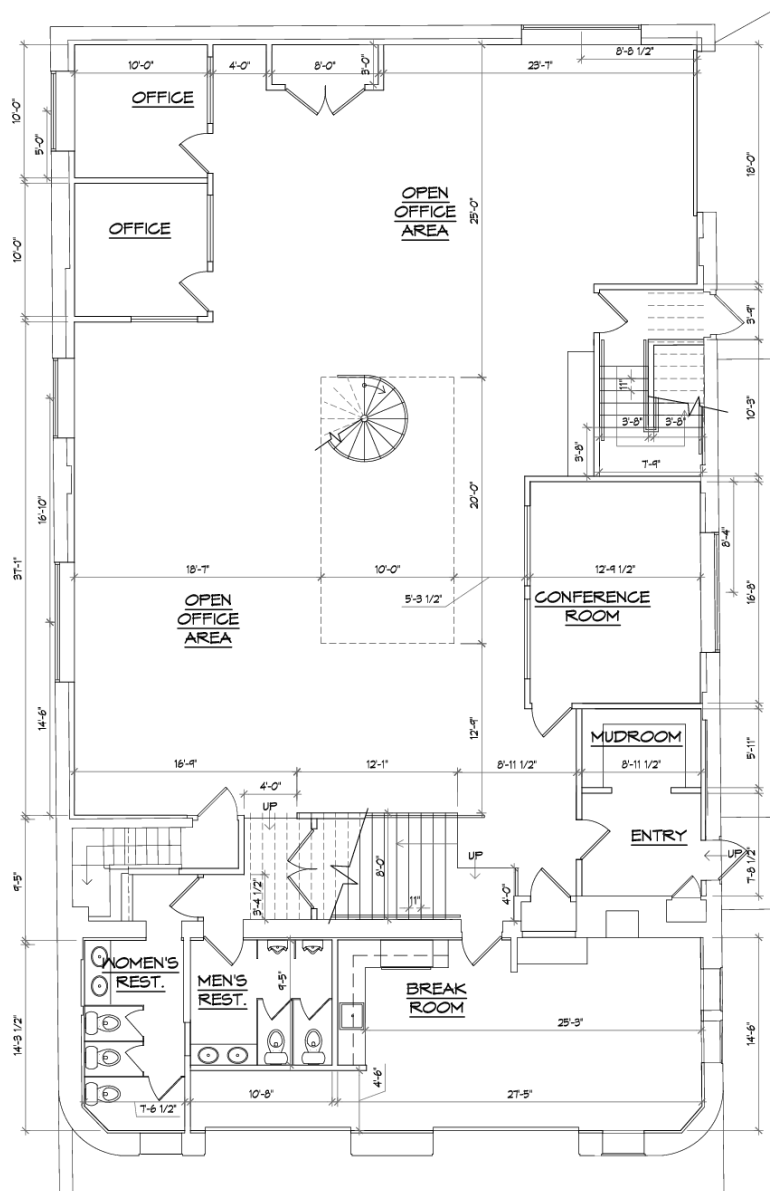 8'-8 1/2"
10'-0"
4'-0"
8'-0"
3'-0"
23'-7"
OFFICE
10'-0"
5'-0"
18'-0"
OPEN
OFFICE
AREA
25'-0"
OFFICE
10'-0"
3'-9"
11"
10'-3"
3'-8"
3'-8"
3'-8"
7'-9"
16'-10"
20'-0"
8'-4"
37'-1"
18'-7"
10'-0"
12'-9 1/2"
16'-8"
5'-3 1/2"
OPEN
OFFICE
AREA
CONFERENCE
ROOM
14'-6"
12'-9"
MUDROOM
5'-11"
16'-9"
12'-1"
8'-11 1/2"
8'-11 1/2"
4'-0"
UP
ENTRY
UP
UP
7'-8 1/2"
9'-5"
8'-0"
3'-4 1/2"
11"
4'-0"
WOMEN'S
REST.
MEN'S
REST.
9'-5"
BREAK
ROOM
25'-3"
14'-3 1/2"
14'-6"
4'-6"
7'-6 1/2"
10'-8"
27'-5"